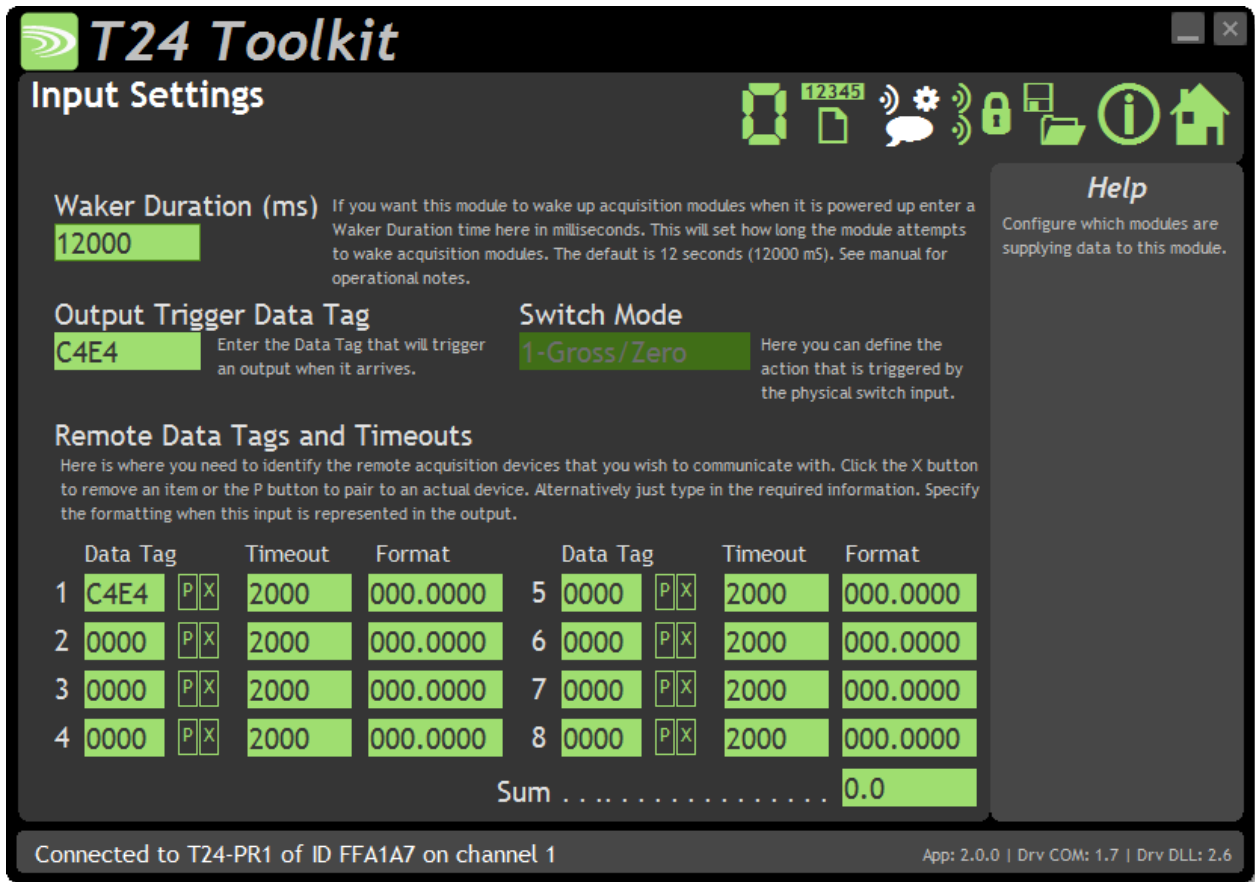 T24 Toolkit
Input Settings
12345
Waker Duration (ms)
12000
If you want this module to wake up acquisition modules when it is powered up enter a
Waker Duration time here in milliseconds. This will set how long the module attempts
to wake acquisition modules. The default is 12 seconds (12000 mS). See manual for
operational notes.
Output Trigger Data Tag
C4E4
Enter the Data Tag that will trigger
an output when it arrives.
Switch Mode
1-Gross/Zero
Here you can define the
action that is triggered by
the physical switch input.
Remote Data Tags and Timeouts
Here is where you need to identify the remote acquisition devices that you wish to communicate with. Click the X button
to remove an item or the P button to pair to an actual device. Alternatively just type in the required information. Specify
the formatting when this input is represented in the output.
Data Tag Timeout Format Data Tag Timeout Format
1 C4E4 P X 2000 000.0000 5 0000 P X 2000 000.0000
2 0000 P X 2000 000.0000 6 0000 P X 2000 000.0000
3 0000 P X 2000 000.0000 7 0000 P X 2000 000.0000
4 0000 P X 2000 000.0000 8 0000 P X 2000 000.0000
Sum . . .. . . . . . . . . . . . . 0.0
Help
Configure which modules are
supplying data to this module.
Connected to T24-PR1 of ID FFA1A7 on channel 1
App: 2.0.0 | Drv COM: 1.7 | Drv DLL: 2.6